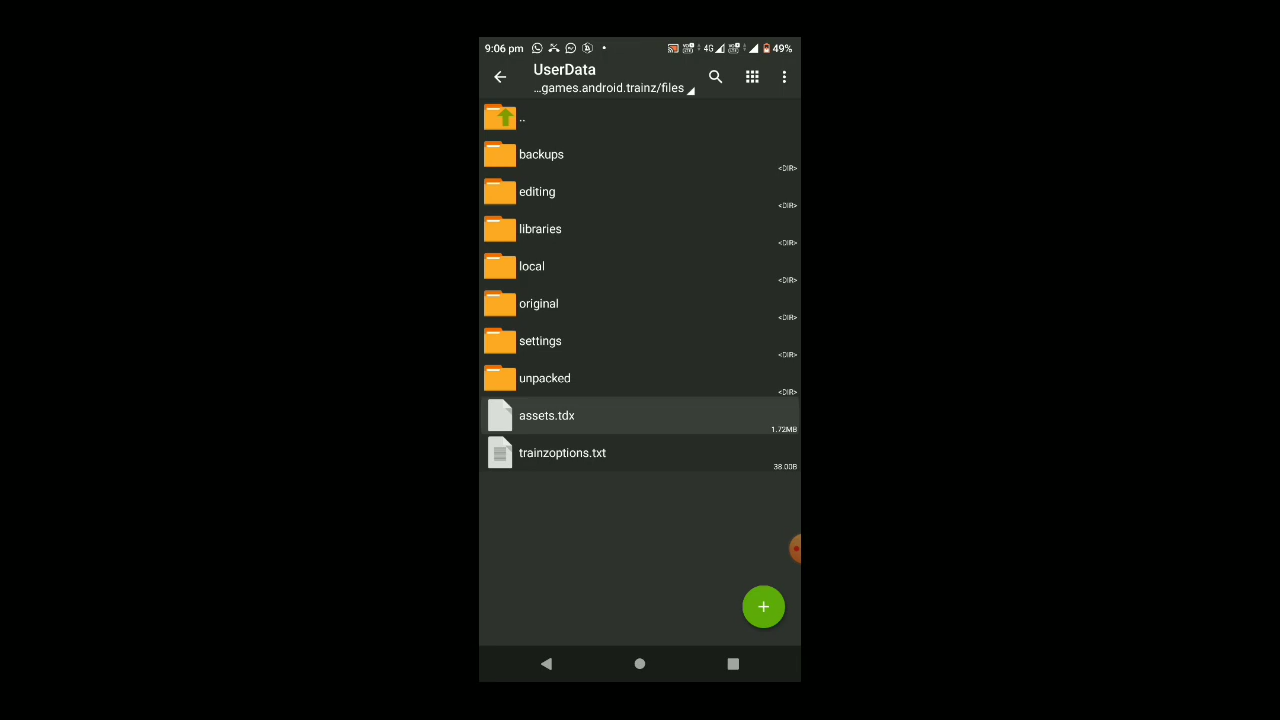 9:06 pm 4G 49%
UserData
...games.android.trainz/files
..
backups
<DIR>
editing
<DIR>
libraries
<DIR>
local
<DIR>
original
<DIR>
settings
<DIR>
unpacked
<DIR>
assets.tdx
1.72MB
trainzoptions.txt
38.00B